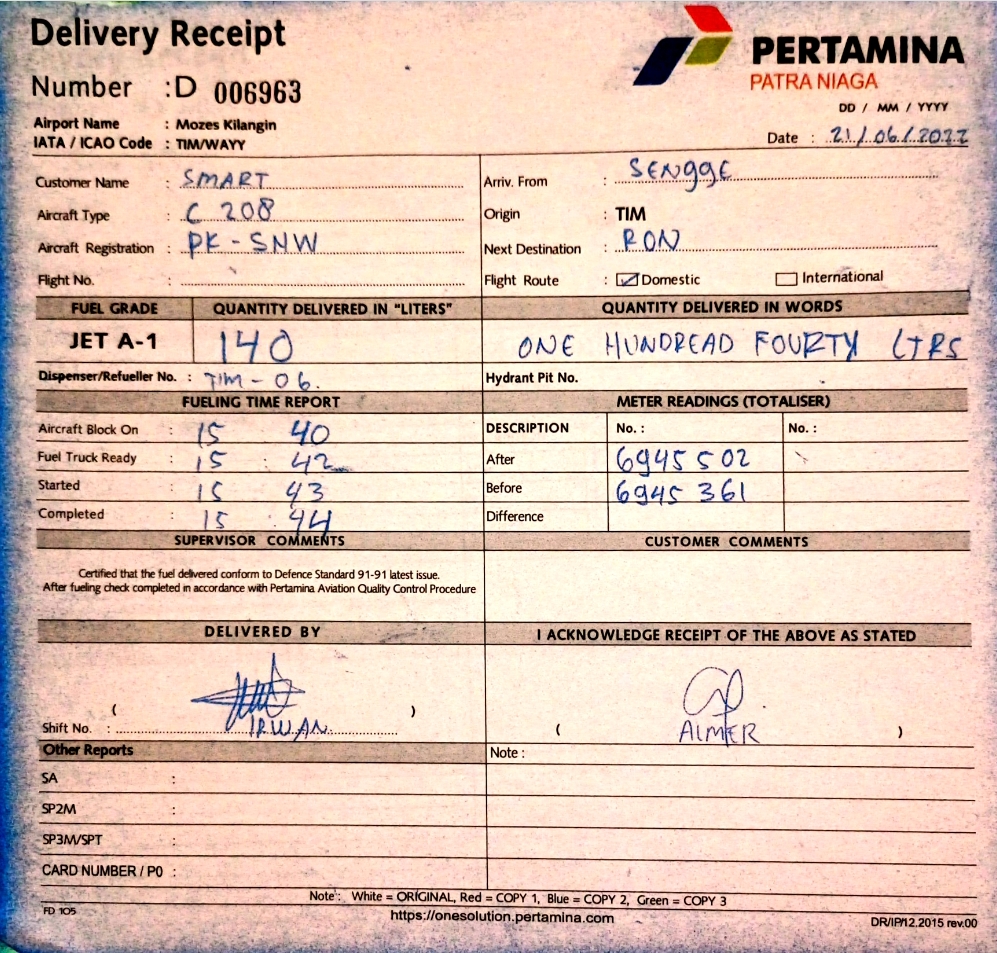 Delivery Receipt
PERTAMINA
PATRA NIAGA
Number : D 006963
DD / MM / YYYY
Airport Name : Mozes Kilangin
IATA / ICAO Code : TIM/WAYY
Date : 21/06/2022
Customer Name : SMART
Arriv. From : SENGGE
Aircraft Type : C 208
Origin : TIM
Aircraft Registration : PK-SNW
Next Destination : RON
Flight No. :
Flight Route : Domestic International
FUEL GRADE QUANTITY DELIVERED IN "LITERS" QUANTITY DELIVERED IN WORDS
JET A-1 140 ONE HUNDREAD FOURTY LTRS
Dispenser/Refueller No. : TIM-06. Hydrant Pit No.
FUELING TIME REPORT METER READINGS (TOTALISER)
Aircraft Block On : 15 40 DESCRIPTION No. : No. :
Fuel Truck Ready : 15 : 42 After 6945502
Started : 15 43 Before 6945361
Completed : 15 : 44 Difference
SUPERVISOR COMMENTS CUSTOMER COMMENTS
Certified that the fuel delivered conform to Defence Standard 91-91 latest issue.
After fueling check completed in accordance with Pertamina Aviation Quality Control Procedure
DELIVERED BY I ACKNOWLEDGE RECEIPT OF THE ABOVE AS STATED
( )
Shift No. : IRWAN ( AIMER )
Other Reports Note :
SA :
SP2M :
SP3M/SPT :
CARD NUMBER / PO :
Note : White = ORIGINAL, Red = COPY 1, Blue = COPY 2, Green = COPY 3
FD 105 https://onesolution.pertamina.com DR/IP/12.2015 rev.00